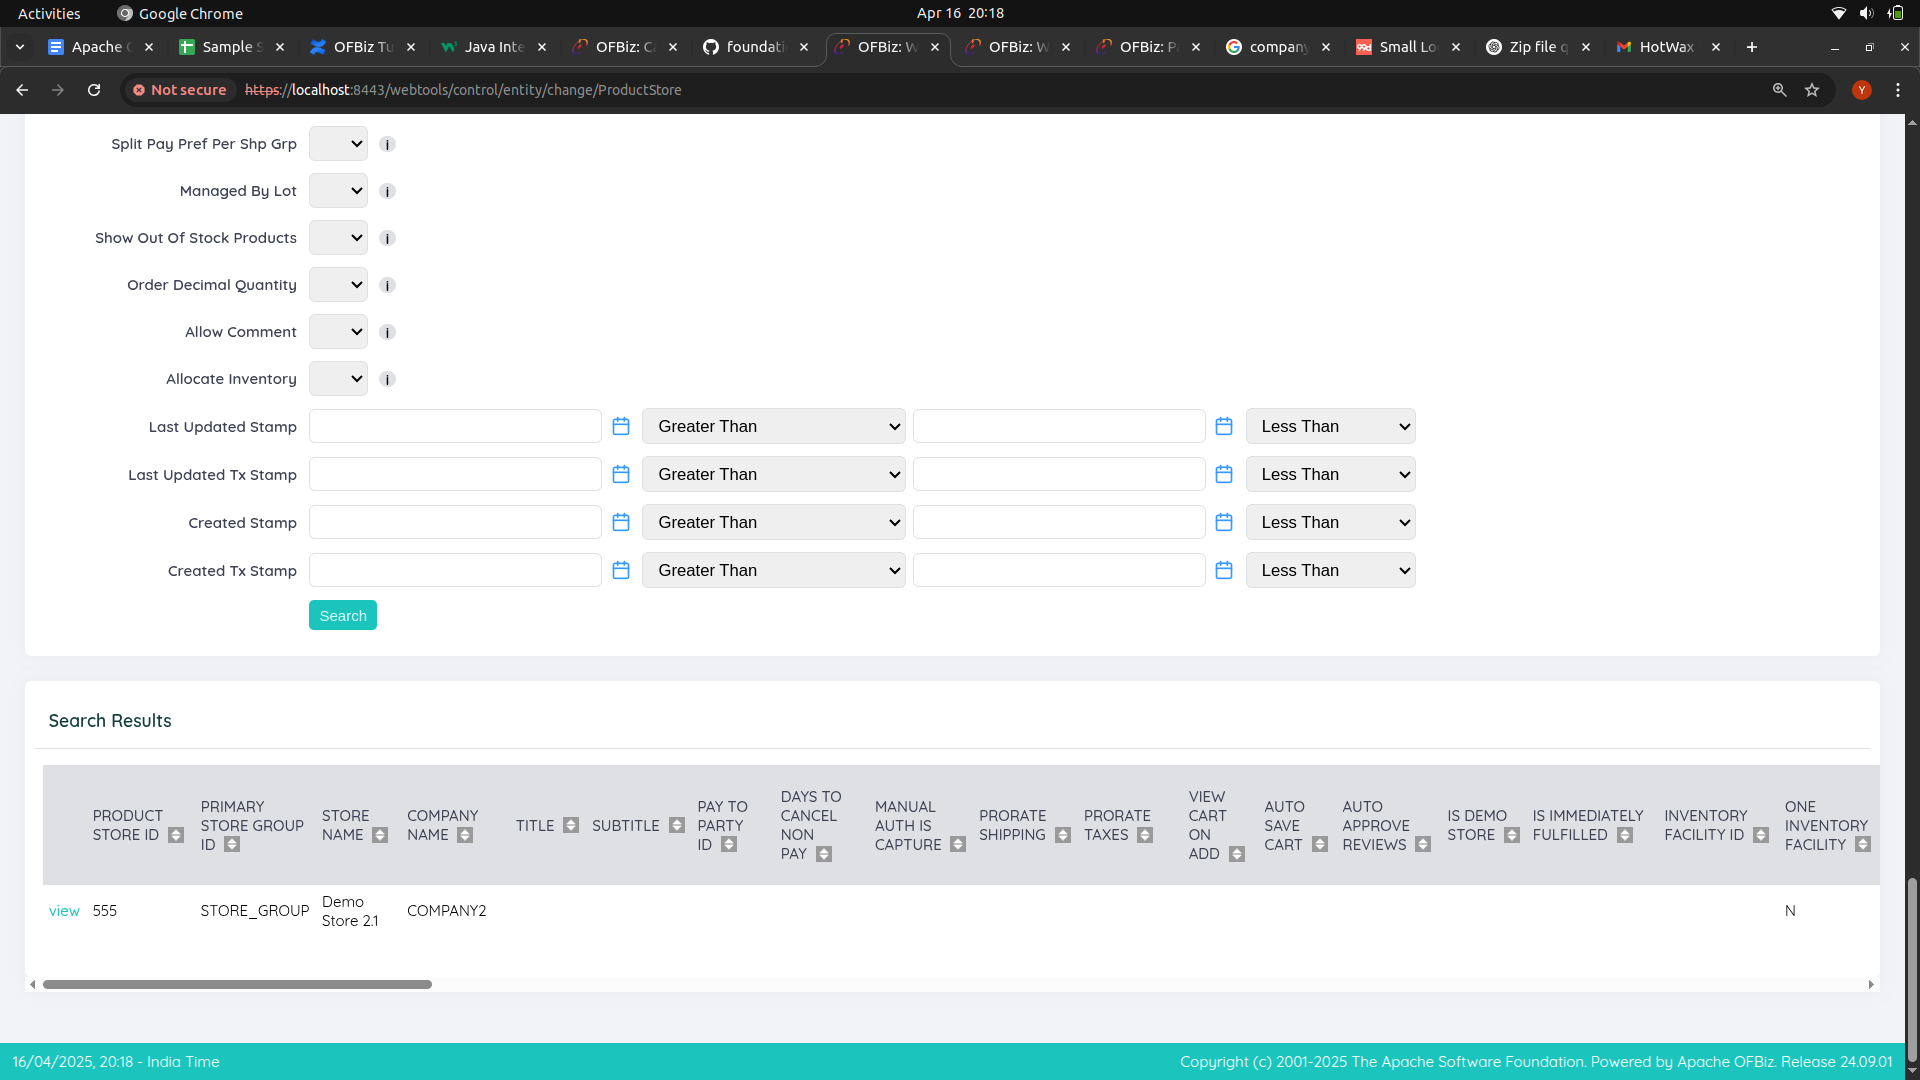 Activities
Google Chrome
Apr 16 20:18
Apache
Sample S
OFBiz Tu
Java Inte
OFBiz: C
foundati
OFBiz: W
OFBiz: W
OFBiz: P
company
Small Lo
Zip file q
HotWax
Not secure
https://localhost:8443/webtools/control/entity/change/ProductStore
Y
Split Pay Pref Per Shp Grp
Managed By Lot
Show Out Of Stock Products
Order Decimal Quantity
Allow Comment
Allocate Inventory
Last Updated Stamp Greater Than Less Than
Last Updated Tx Stamp Greater Than Less Than
Created Stamp Greater Than Less Than
Created Tx Stamp Greater Than Less Than
Search
Search Results
PRODUCT STORE ID
PRIMARY STORE GROUP ID
STORE NAME
COMPANY NAME
TITLE
SUBTITLE
PAY TO PARTY ID
DAYS TO CANCEL NON PAY
MANUAL AUTH IS CAPTURE
PRORATE SHIPPING
PRORATE TAXES
VIEW CART ON ADD
AUTO SAVE CART
AUTO APPROVE REVIEWS
IS DEMO STORE
IS IMMEDIATELY FULFILLED
INVENTORY FACILITY ID
ONE INVENTORY FACILITY
view 555 STORE_GROUP Demo Store 2.1 COMPANY2 N
16/04/2025, 20:18 - India Time
Copyright (c) 2001-2025 The Apache Software Foundation. Powered by Apache OFBiz. Release 24.09.01